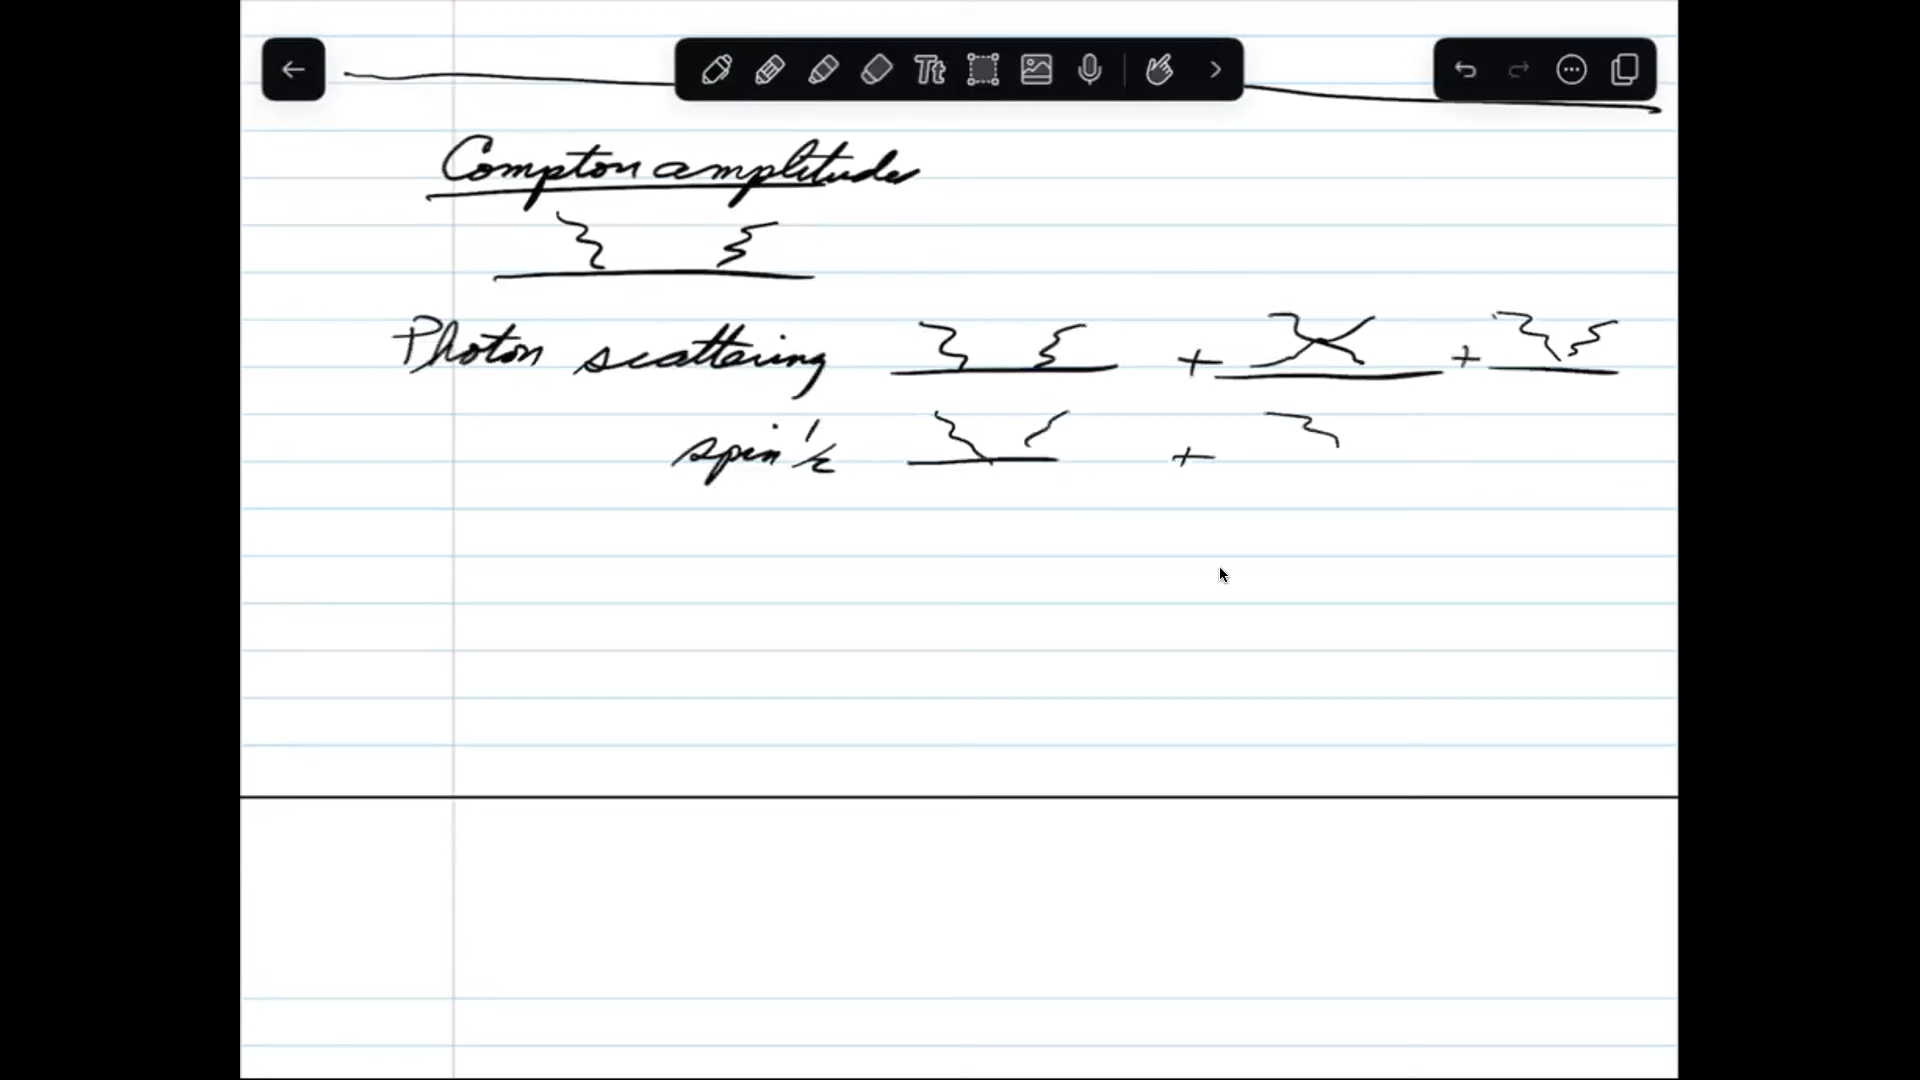 Compton amplitude
Photon scattering + +
spin 1/2 +